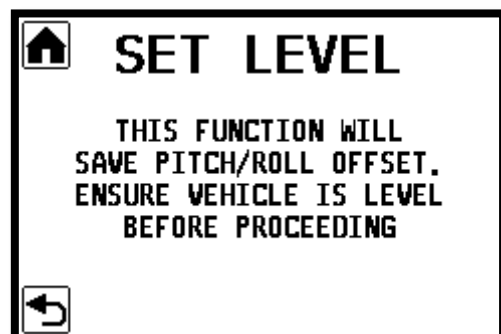 SET LEVEL
THIS FUNCTION WILL
SAVE PITCH/ROLL OFFSET.
ENSURE VEHICLE IS LEVEL
BEFORE PROCEEDING